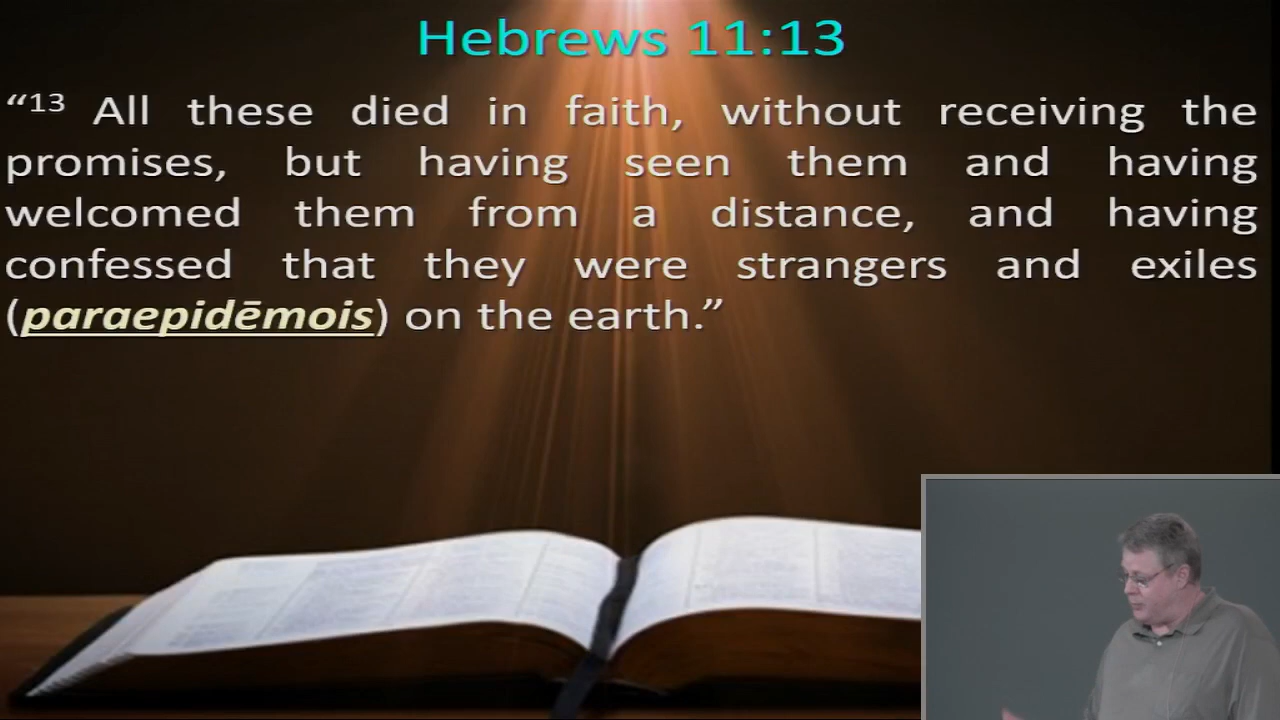 Hebrews 11:13
“13 All these died in faith, without receiving the
promises, but having seen them and having
welcomed them from a distance, and having
confessed that they were strangers and exiles
(paraepidēmois) on the earth.”